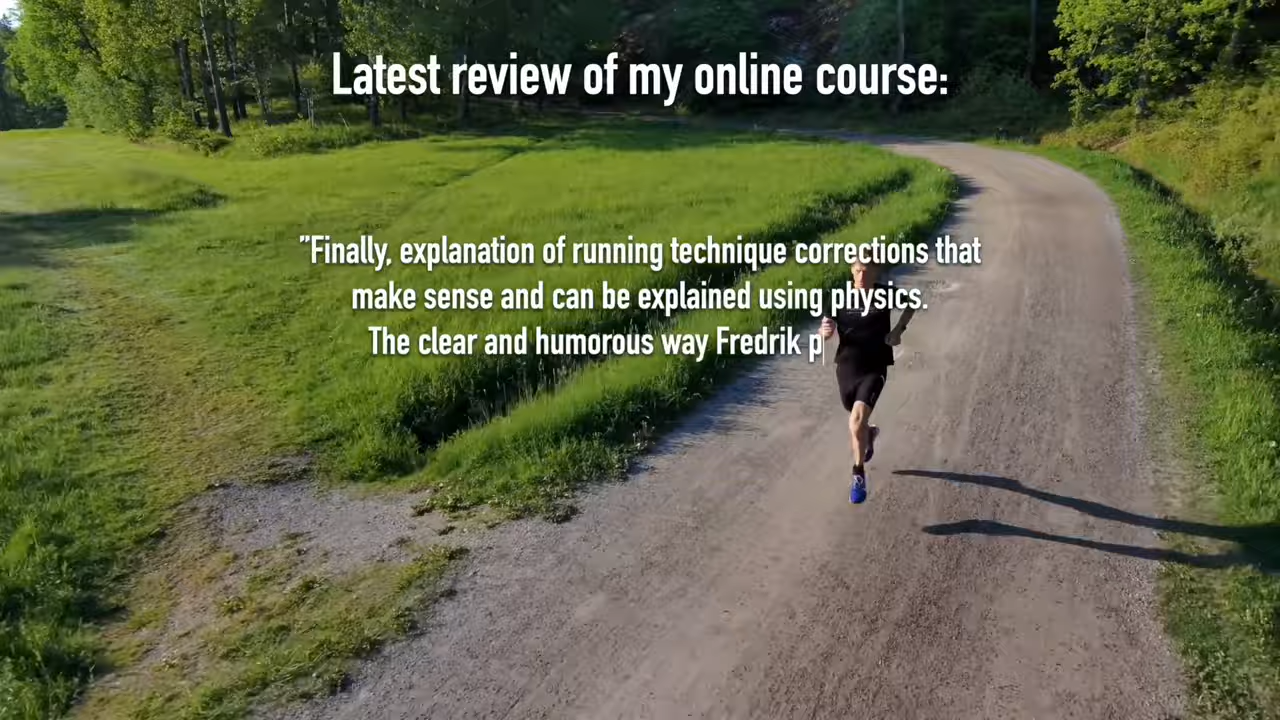 Latest review of my online course:
”Finally, explanation of running technique corrections that
make sense and can be explained using physics.
The clear and humorous way Fredrik p